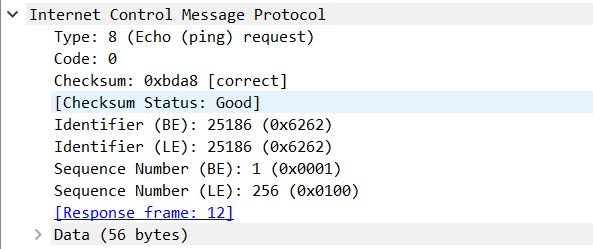 Internet Control Message Protocol
Type: 8 (Echo (ping) request)
Code: 0
Checksum: 0xbda8 [correct]
[Checksum Status: Good]
Identifier (BE): 25186 (0x6262)
Identifier (LE): 25186 (0x6262)
Sequence Number (BE): 1 (0x0001)
Sequence Number (LE): 256 (0x0100)
[Response frame: 12]
Data (56 bytes)